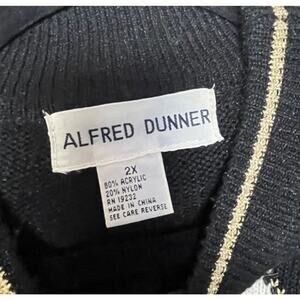 ALFRED DUNNER
2X
80% ACRYLIC
20% NYLON
RN 19232
MADE IN CHINA
SEE CARE REVERSE